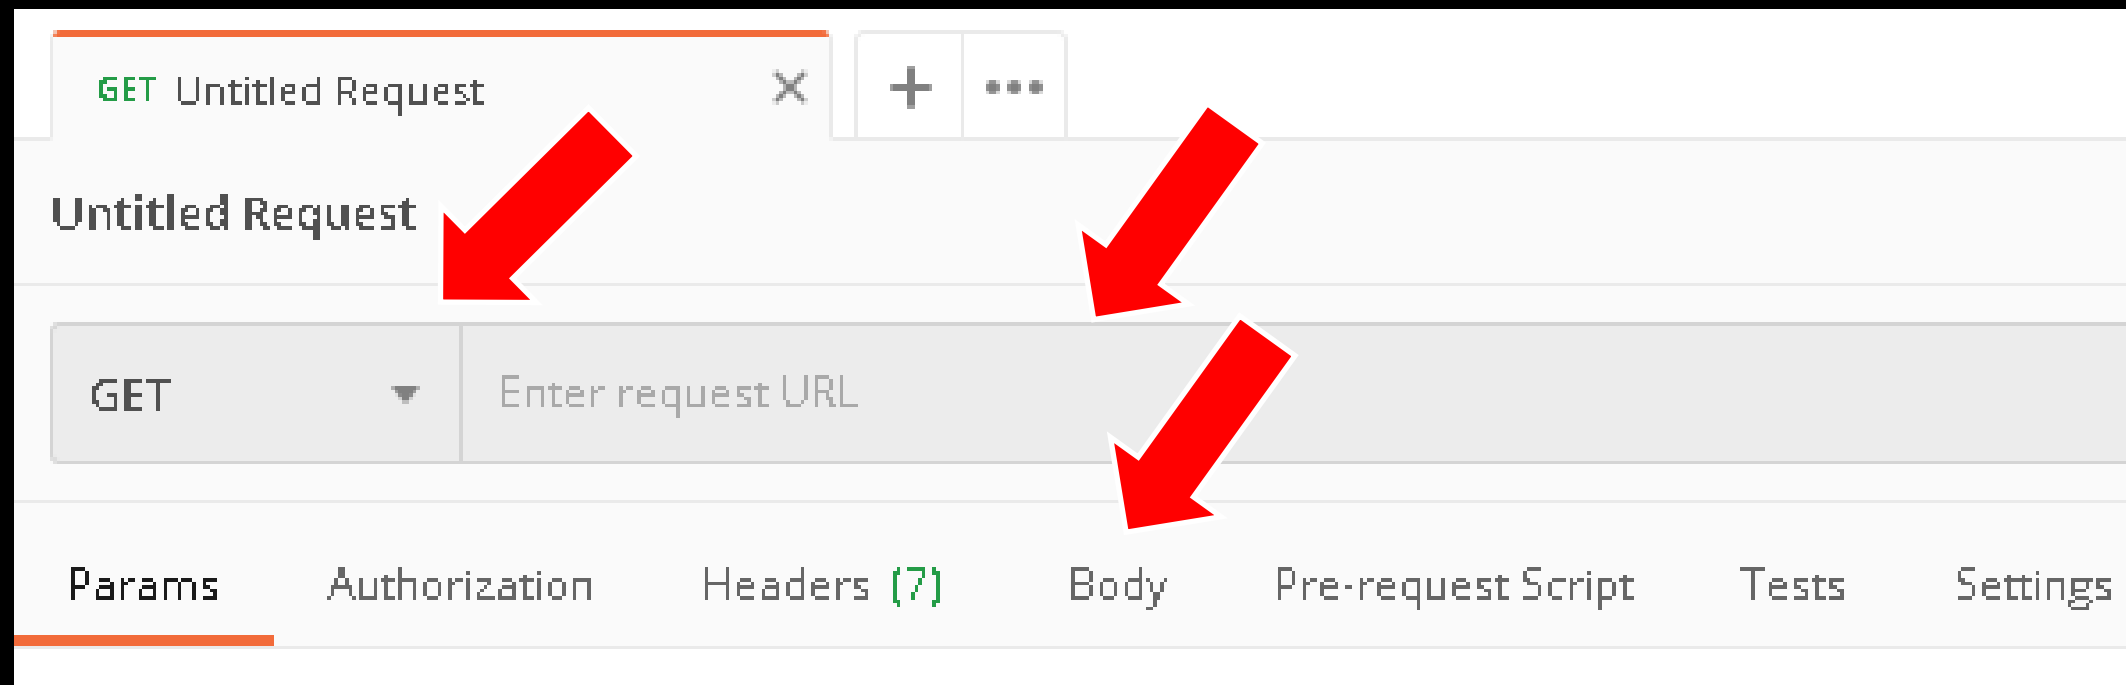 GET Untitled Request
Untitled Request
GET Enter request URL
Params Authorization Headers (7) Body Pre-request Script Tests Settings